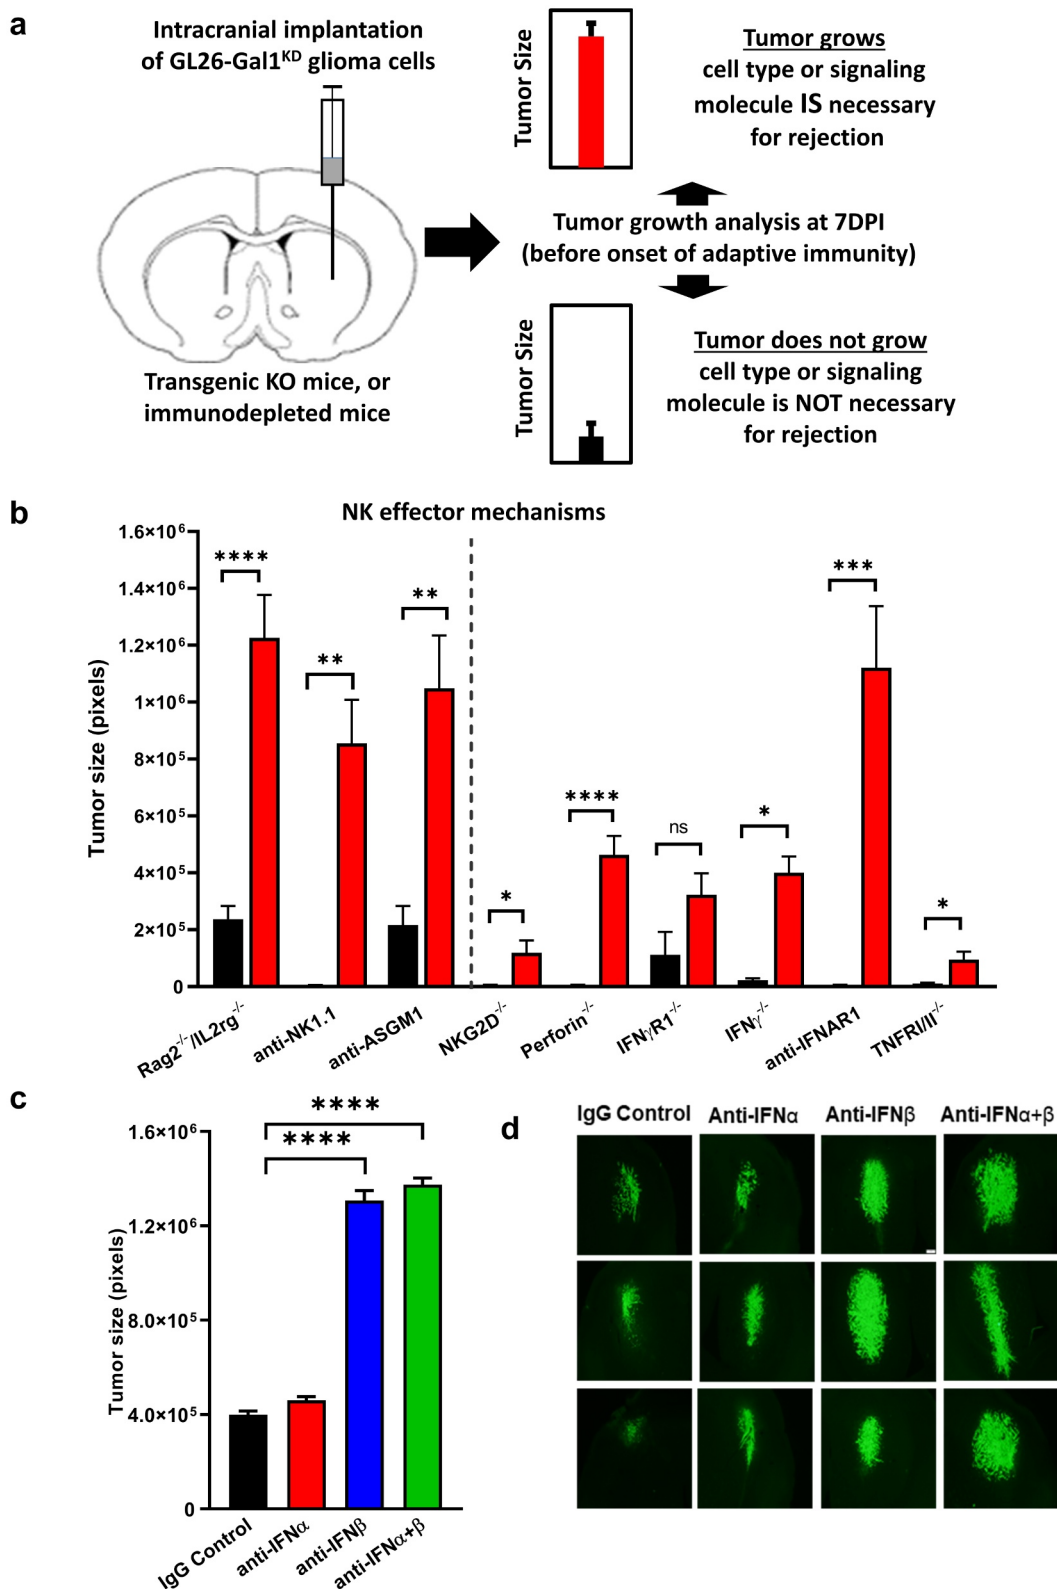 a
Intracranial implantation
of GL26-Gal1^KD glioma cells
Transgenic KO mice, or
immunodepleted mice
Tumor Size
Tumor grows
cell type or signaling
molecule IS necessary
for rejection
Tumor growth analysis at 7DPI
(before onset of adaptive immunity)
Tumor Size
Tumor does not grow
cell type or signaling
molecule is NOT necessary
for rejection
b
NK effector mechanisms
Tumor size (pixels)
1.6×10⁶
1.4×10⁶
1.2×10⁶
1×10⁶
8×10⁵
6×10⁵
4×10⁵
2×10⁵
0
****
**
**
*
****
ns
*
***
*
Rag2⁻/⁻/IL2rg⁻/⁻
anti-NK1.1
anti-ASGM1
NKG2D⁻/⁻
Perforin⁻/⁻
IFNγR1⁻/⁻
IFNγ⁻/⁻
anti-IFNAR1
TNFRI/II⁻/⁻
c
Tumor size (pixels)
1.6×10⁶
1.2×10⁶
8.0×10⁵
4.0×10⁵
0
****
****
IgG Control
anti-IFNα
anti-IFNβ
anti-IFNα+β
d
IgG Control Anti-IFNα Anti-IFNβ Anti-IFNα+β